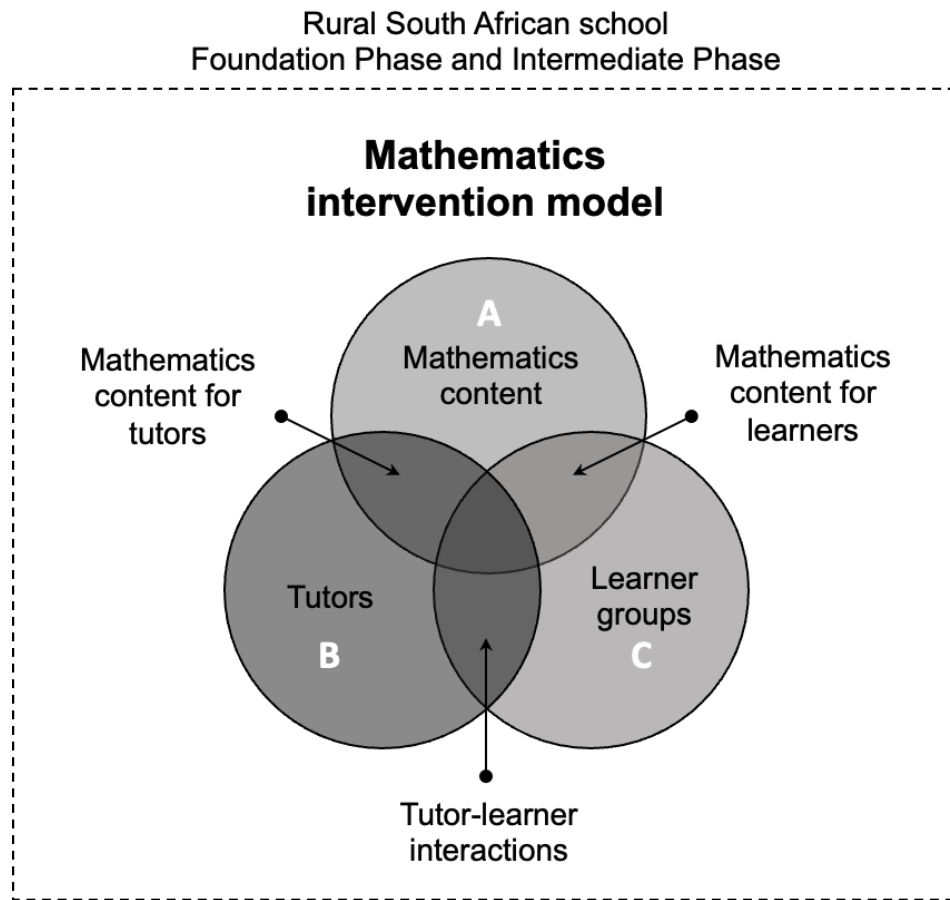 Rural South African school
Foundation Phase and Intermediate Phase
Mathematics
intervention model
A
Mathematics
content
Mathematics
content for
tutors
Mathematics
content for
learners
Tutors
B
Learner
groups
C
Tutor-learner
interactions